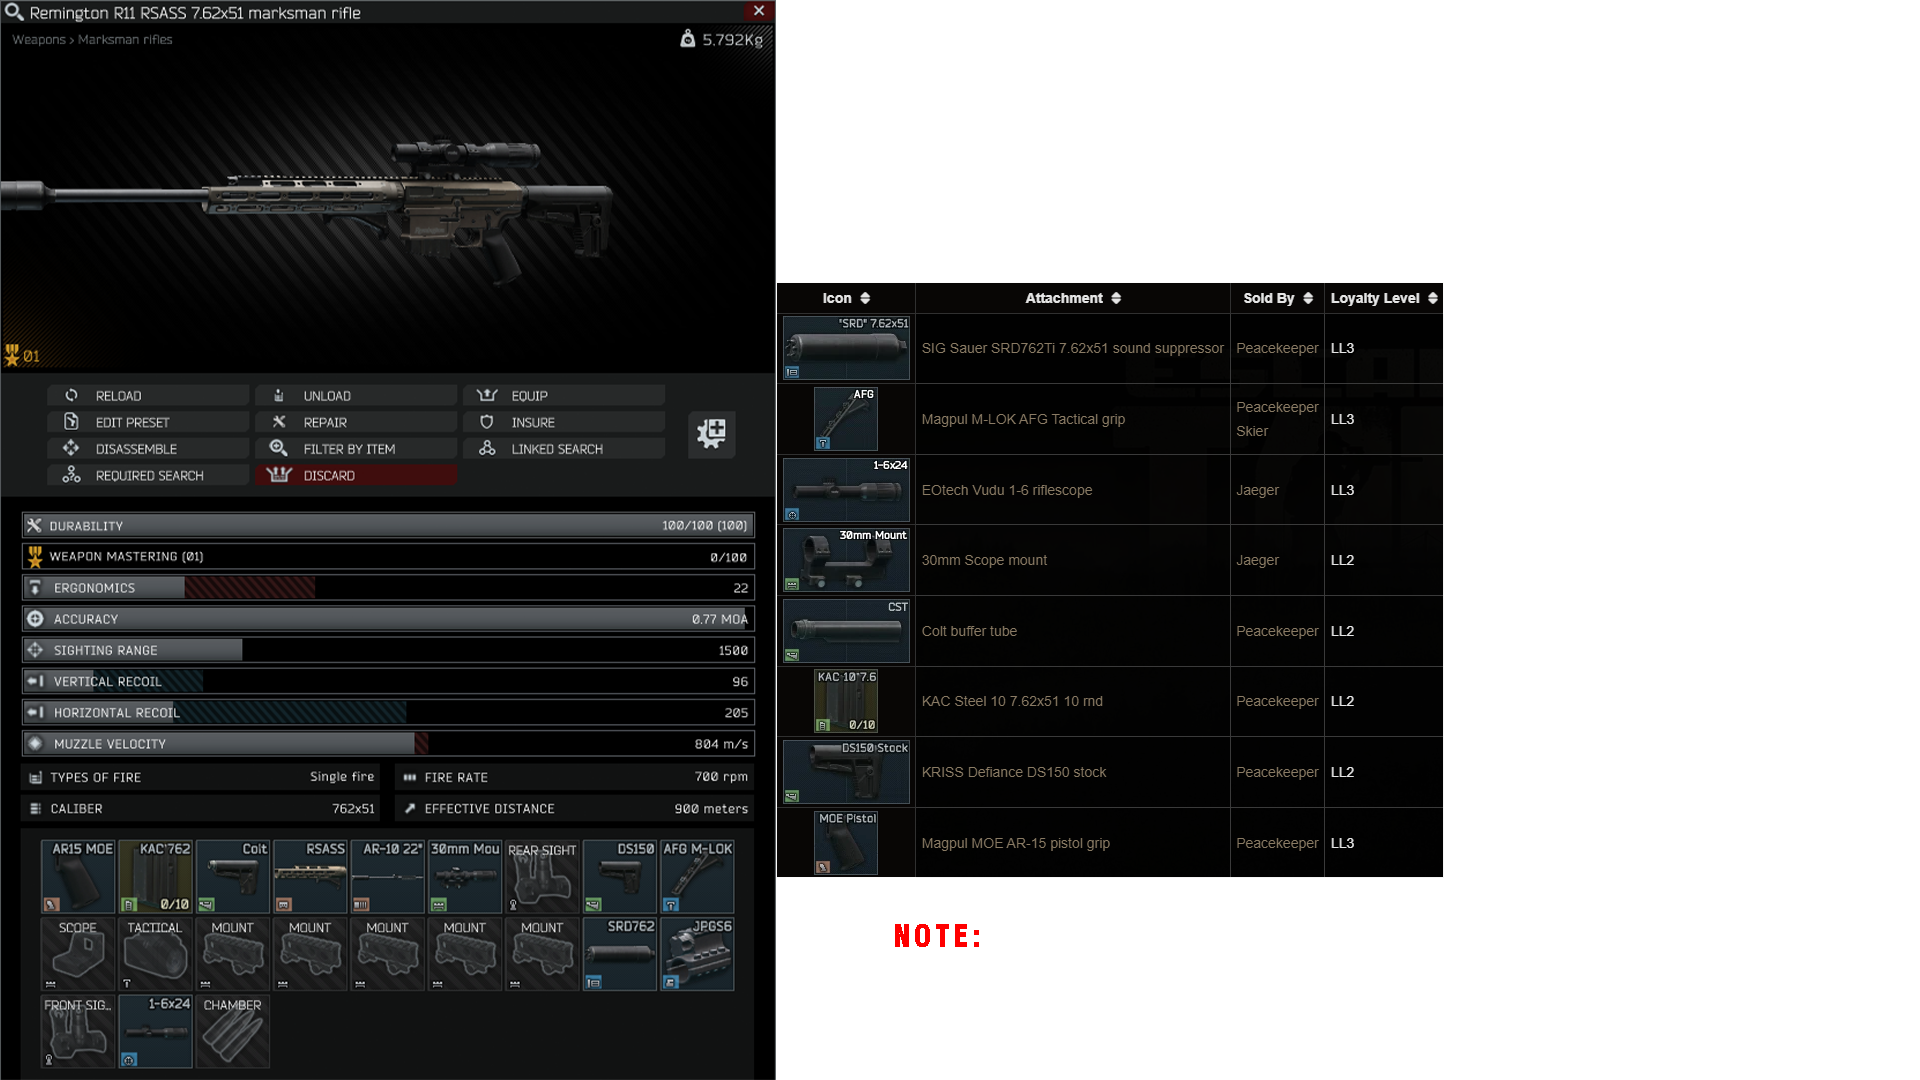 Remington R11 RSASS 7.62x51 marksman rifle
Weapons > Marksman rifles
5.792Kg
01
RELOAD
UNLOAD
EQUIP
EDIT PRESET
REPAIR
INSURE
DISASSEMBLE
FILTER BY ITEM
LINKED SEARCH
REQUIRED SEARCH
DISCARD
DURABILITY 100/100 (100)
WEAPON MASTERING (01) 0/100
ERGONOMICS 22
ACCURACY 0.77 MOA
SIGHTING RANGE 1500
VERTICAL RECOIL 96
HORIZONTAL RECOIL 205
MUZZLE VELOCITY 804 m/s
TYPES OF FIRE Single fire
FIRE RATE 700 rpm
CALIBER 762x51
EFFECTIVE DISTANCE 900 meters
AR15 MOE
KAC 762
0/10
Colt
RSASS
AR-10 22"
30mm Mou
REAR SIGHT
DS150
AFG M-LOK
SCOPE
TACTICAL
MOUNT
MOUNT
MOUNT
MOUNT
MOUNT
SRD762
JPGS6
FRONT SIG...
1-6x24
CHAMBER
Icon Attachment Sold By Loyalty Level
"SRD" 7.62x51
SIG Sauer SRD762Ti 7.62x51 sound suppressor Peacekeeper LL3
AFG
Magpul M-LOK AFG Tactical grip Peacekeeper Skier LL3
1-6x24
EOtech Vudu 1-6 riflescope Jaeger LL3
30mm Mount
30mm Scope mount Jaeger LL2
CST
Colt buffer tube Peacekeeper LL2
KAC 10*7.6
0/10
KAC Steel 10 7.62x51 10 rnd Peacekeeper LL2
DS150 Stock
KRISS Defiance DS150 stock Peacekeeper LL2
MOE Pistol
Magpul MOE AR-15 pistol grip Peacekeeper LL3
NOTE: